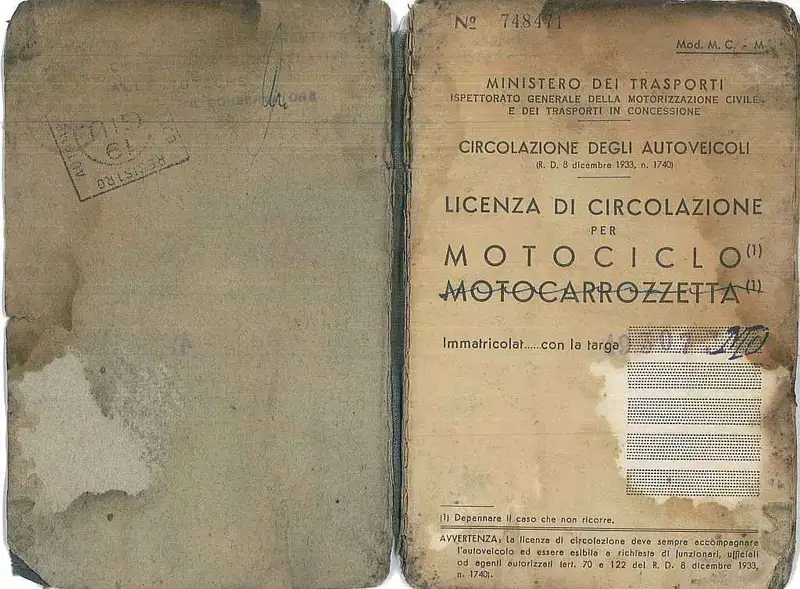 REGISTRO
Nº 748471
Mod. M. C. - M
MINISTERO DEI TRASPORTI
ISPETTORATO GENERALE DELLA MOTORIZZAZIONE CIVILE
E DEI TRASPORTI IN CONCESSIONE
CIRCOLAZIONE DEGLI AUTOVEICOLI
(R. D. 8 dicembre 1933, n. 1740)
LICENZA DI CIRCOLAZIONE
PER
MOTOCICLO (1)
MOTOCARROZZETTA (1)
Immatricolat.....con la targa
(1) Depennare il caso che non ricorre.
AVVERTENZA: La licenza di circolazione deve sempre accompagnare
l'autoveicolo ed essere esibita a richiesta di funzionari, ufficiali
od agenti autorizzati (art. 70 e 122 del R. D. 8 dicembre 1933,
n. 1740).